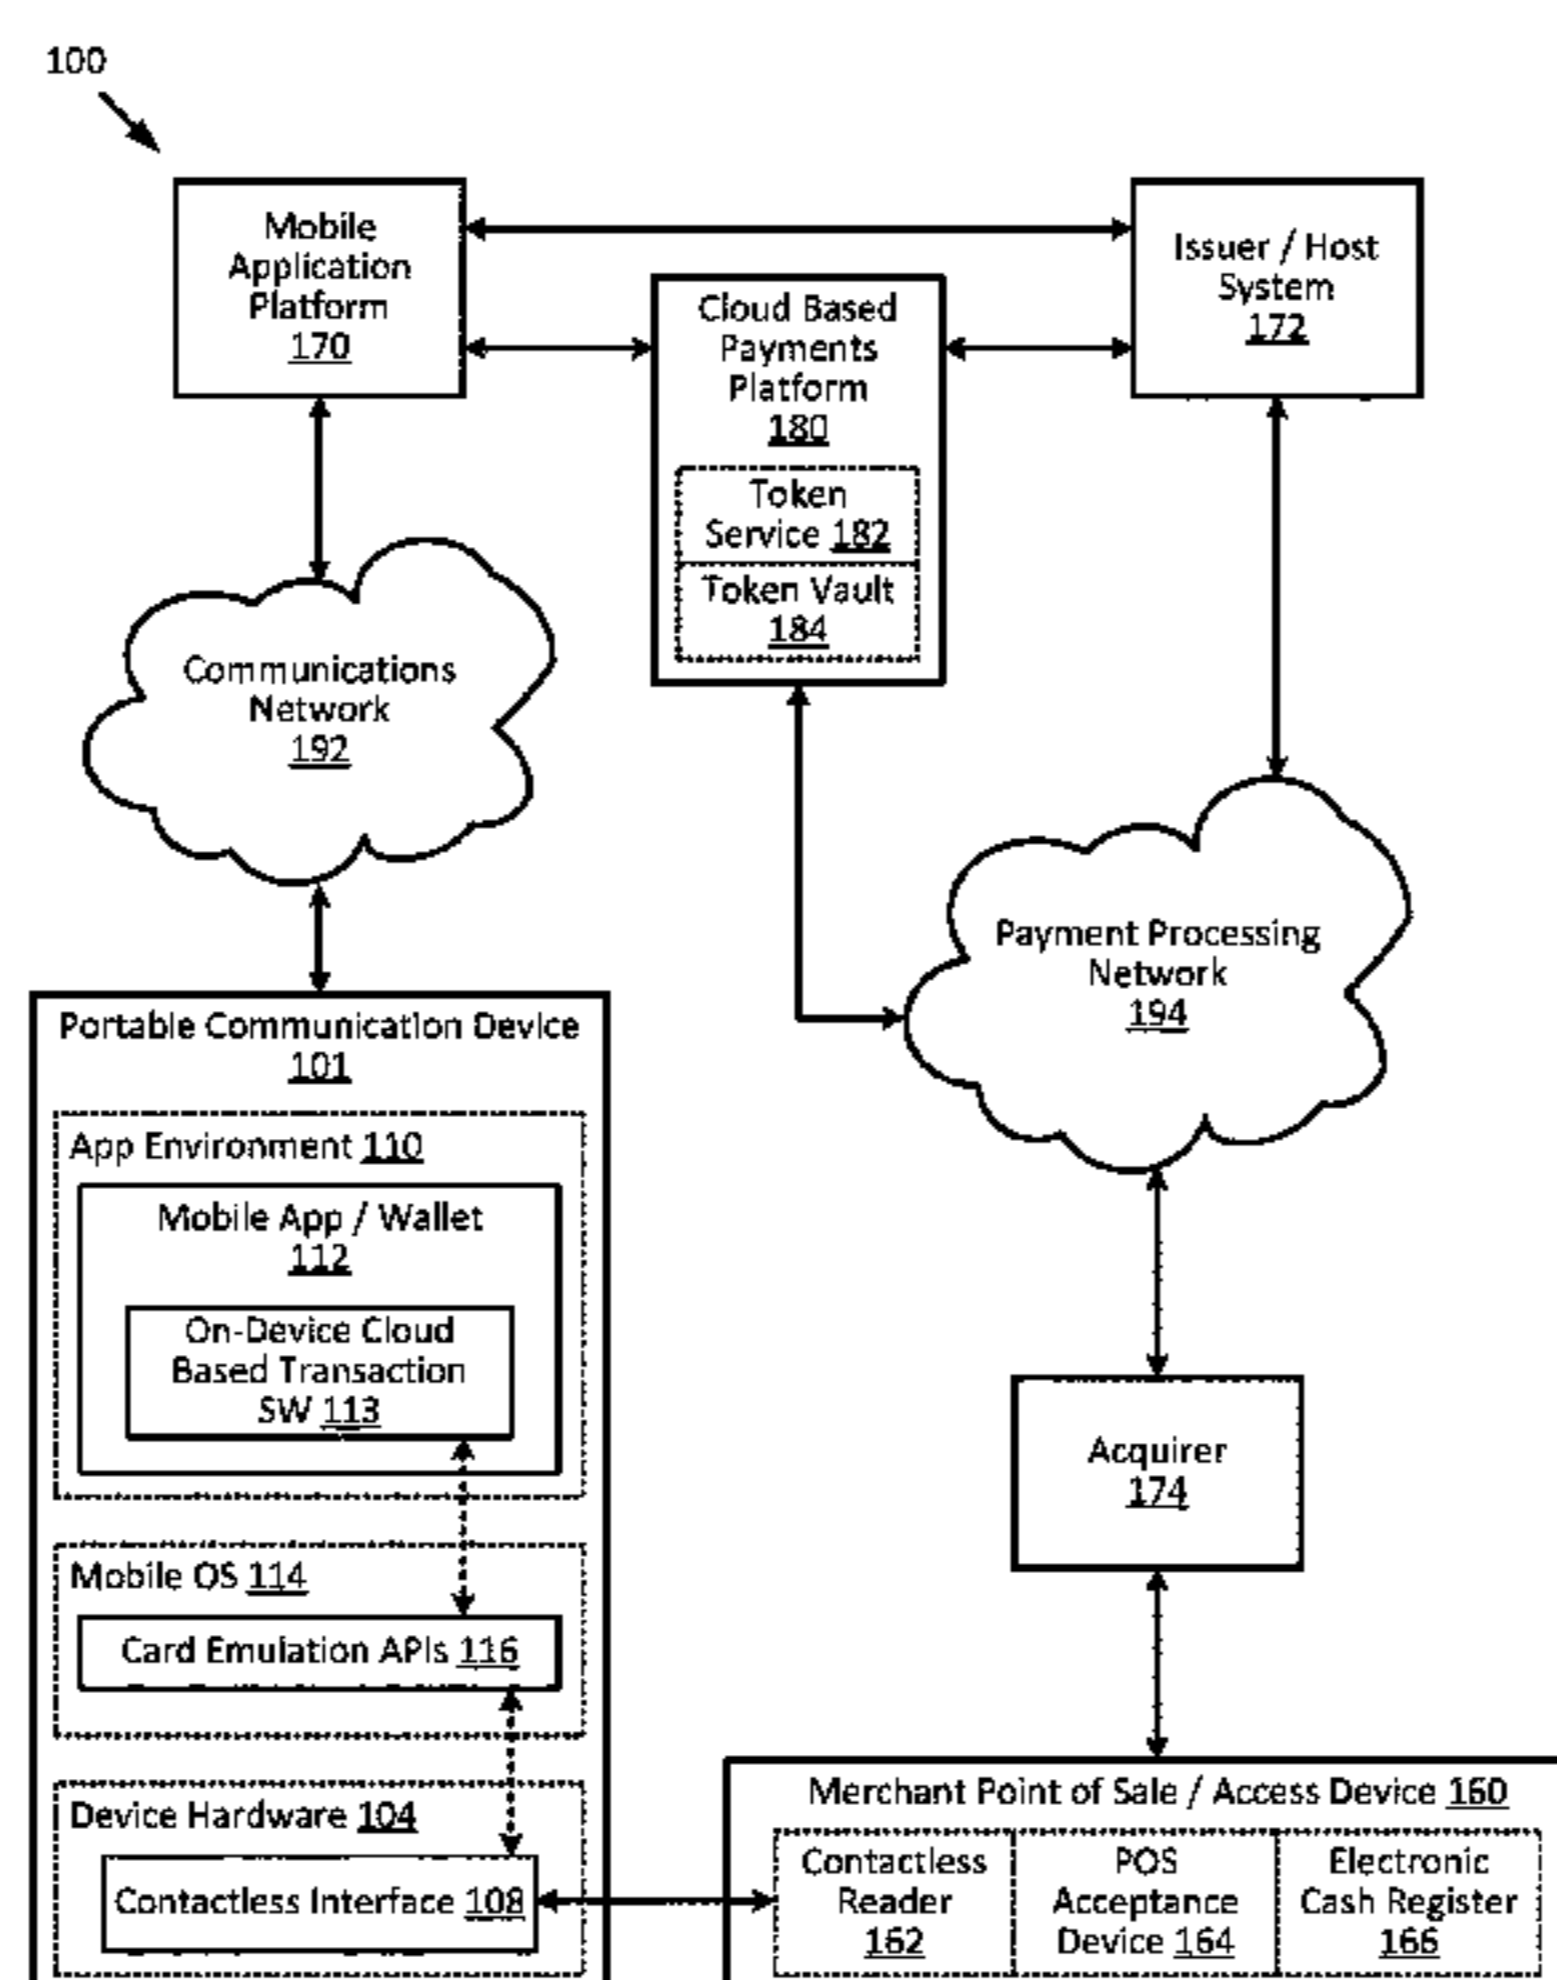 100
Mobile
Application
Platform
170
Issuer / Host
System
172
Cloud Based
Payments
Platform
180
Token
Service 182
Token Vault
184
Communications
Network
192
Payment Processing
Network
194
Portable Communication Device
101
App Environment 110
Mobile App / Wallet
112
On-Device Cloud
Based Transaction
SW 113
Mobile OS 114
Card Emulation APIs 116
Device Hardware 104
Contactless Interface 108
Acquirer
174
Merchant Point of Sale / Access Device 160
Contactless
Reader
162
POS
Acceptance
Device 164
Electronic
Cash Register
166